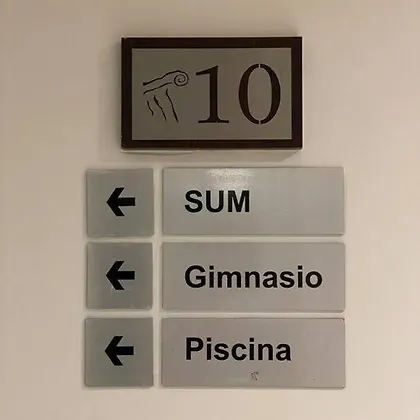 10
← SUM
← Gimnasio
← Piscina